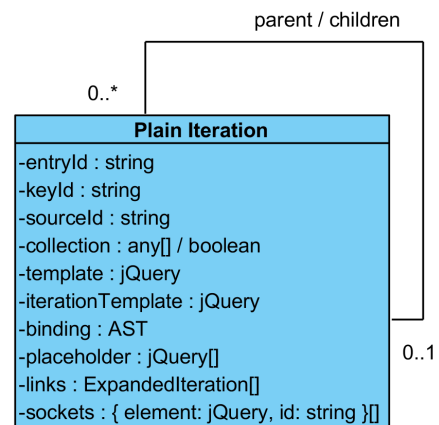 parent / children
0..*
Plain Iteration
-entryId : string
-keyId : string
-sourceId : string
-collection : any[] / boolean
-template : jQuery
-iterationTemplate : jQuery
-binding : AST
-placeholder : jQuery[]
0..1
-links : ExpandedIteration[]
-sockets : { element: jQuery, id: string }[]